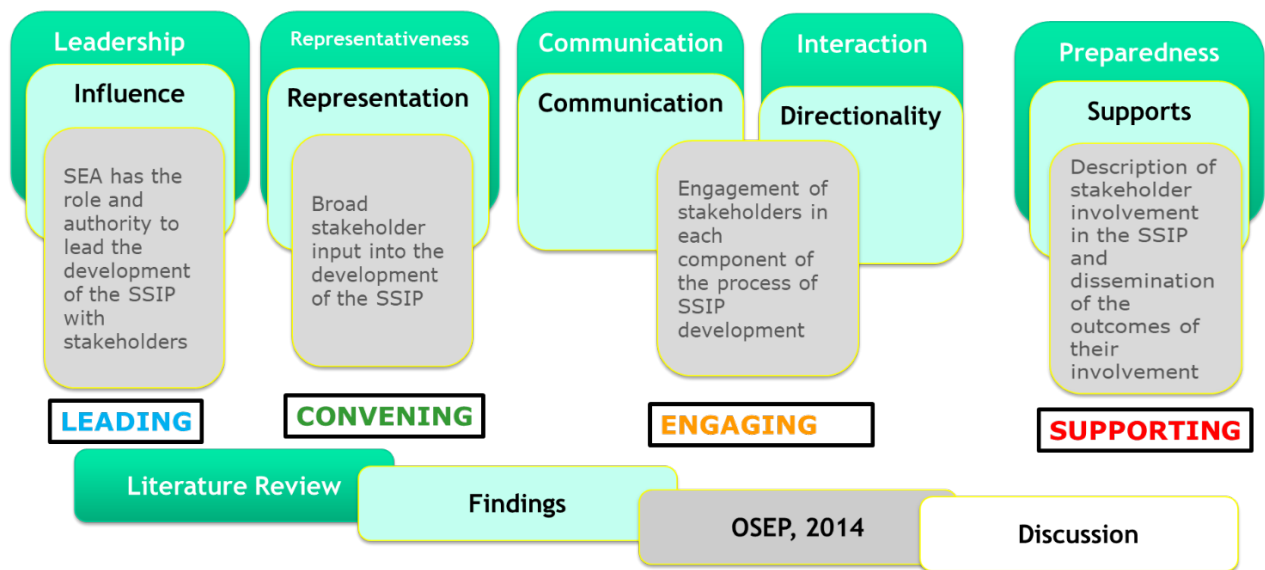 Leadership
Influence
SEA has the
role and
authority to
lead the
development
of the SSIP
with
stakeholders
LEADING
Representativeness
Representation
Broad
stakeholder
input into the
development
of the SSIP
CONVENING
Communication
Communication
Interaction
Directionality
Engagement of
stakeholders in
each
component of
the process of
SSIP
development
ENGAGING
Preparedness
Supports
Description of
stakeholder
involvement
in the SSIP
and
dissemination
of the
outcomes of
their
involvement
SUPPORTING
Literature Review
Findings
OSEP, 2014
Discussion